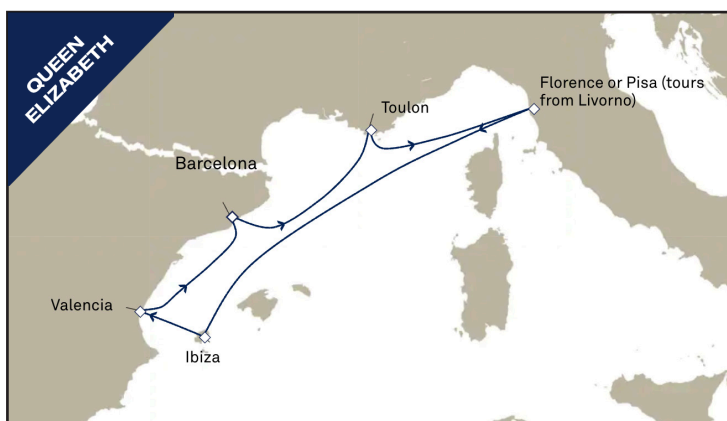 QUEEN
ELIZABETH
Florence or Pisa (tours
from Livorno)
Toulon
Barcelona
Valencia
Ibiza